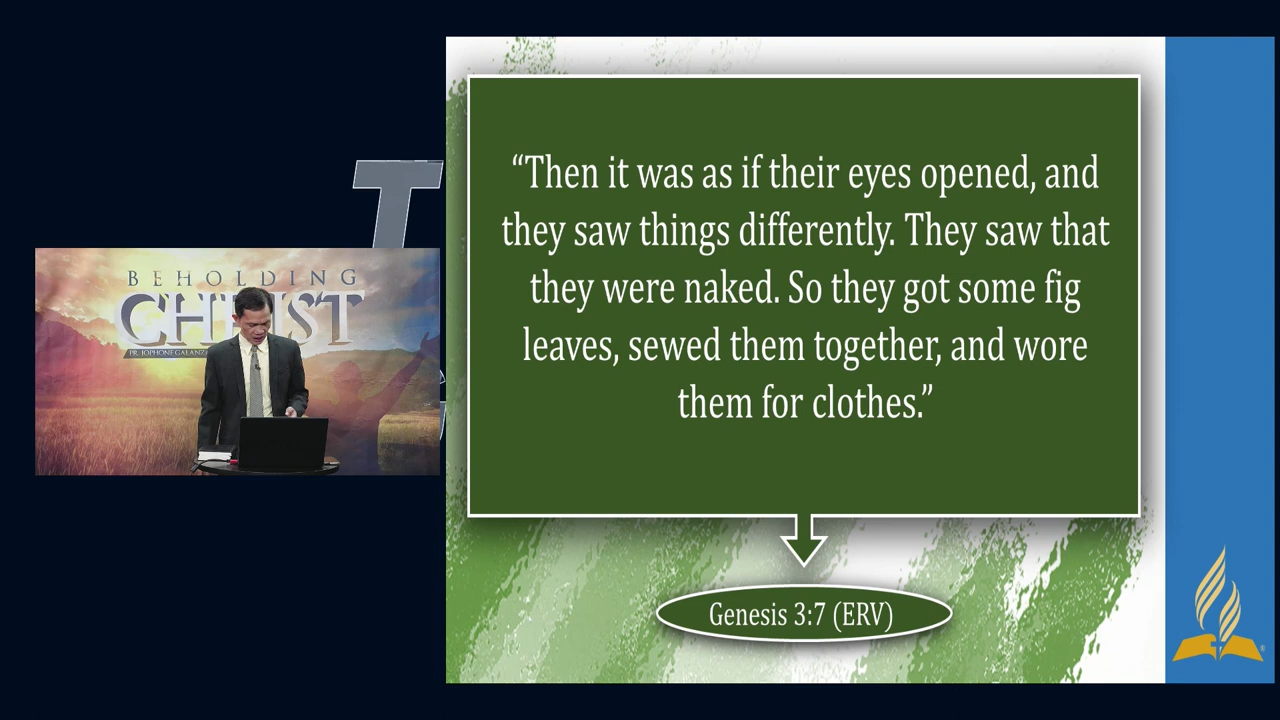 T
BEHOLDING
CHRIST
“Then it was as if their eyes opened, and
they saw things differently. They saw that
they were naked. So they got some fig
leaves, sewed them together, and wore
them for clothes.”
Genesis 3:7 (ERV)